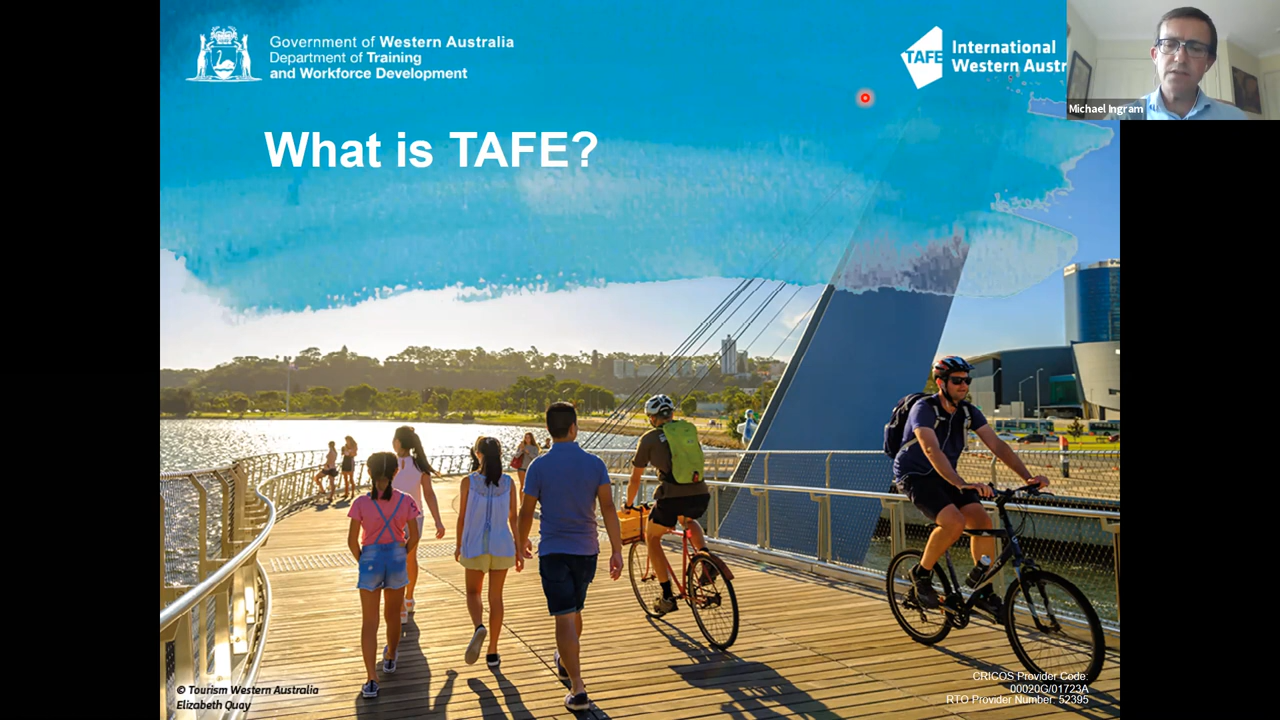 Government of Western Australia
Department of Training
and Workforce Development
TAFE International
Western Austr
Michael Ingram
What is TAFE?
© Tourism Western Australia
Elizabeth Quay
CRICOS Provider Code:
00020G/01723A
RTO Provider Number: 52395